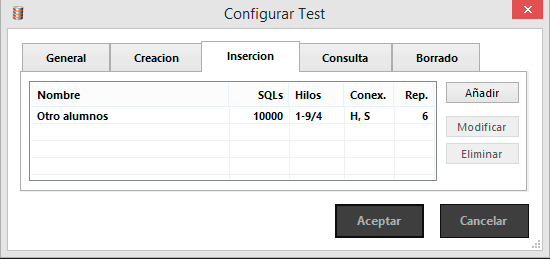 Configurar Test
General Creacion Insercion Consulta Borrado
Nombre SQLs Hilos Conex. Rep. Añadir
Otro alumnos 10000 1-9/4 H, S 6
Modificar
Eliminar
Aceptar Cancelar